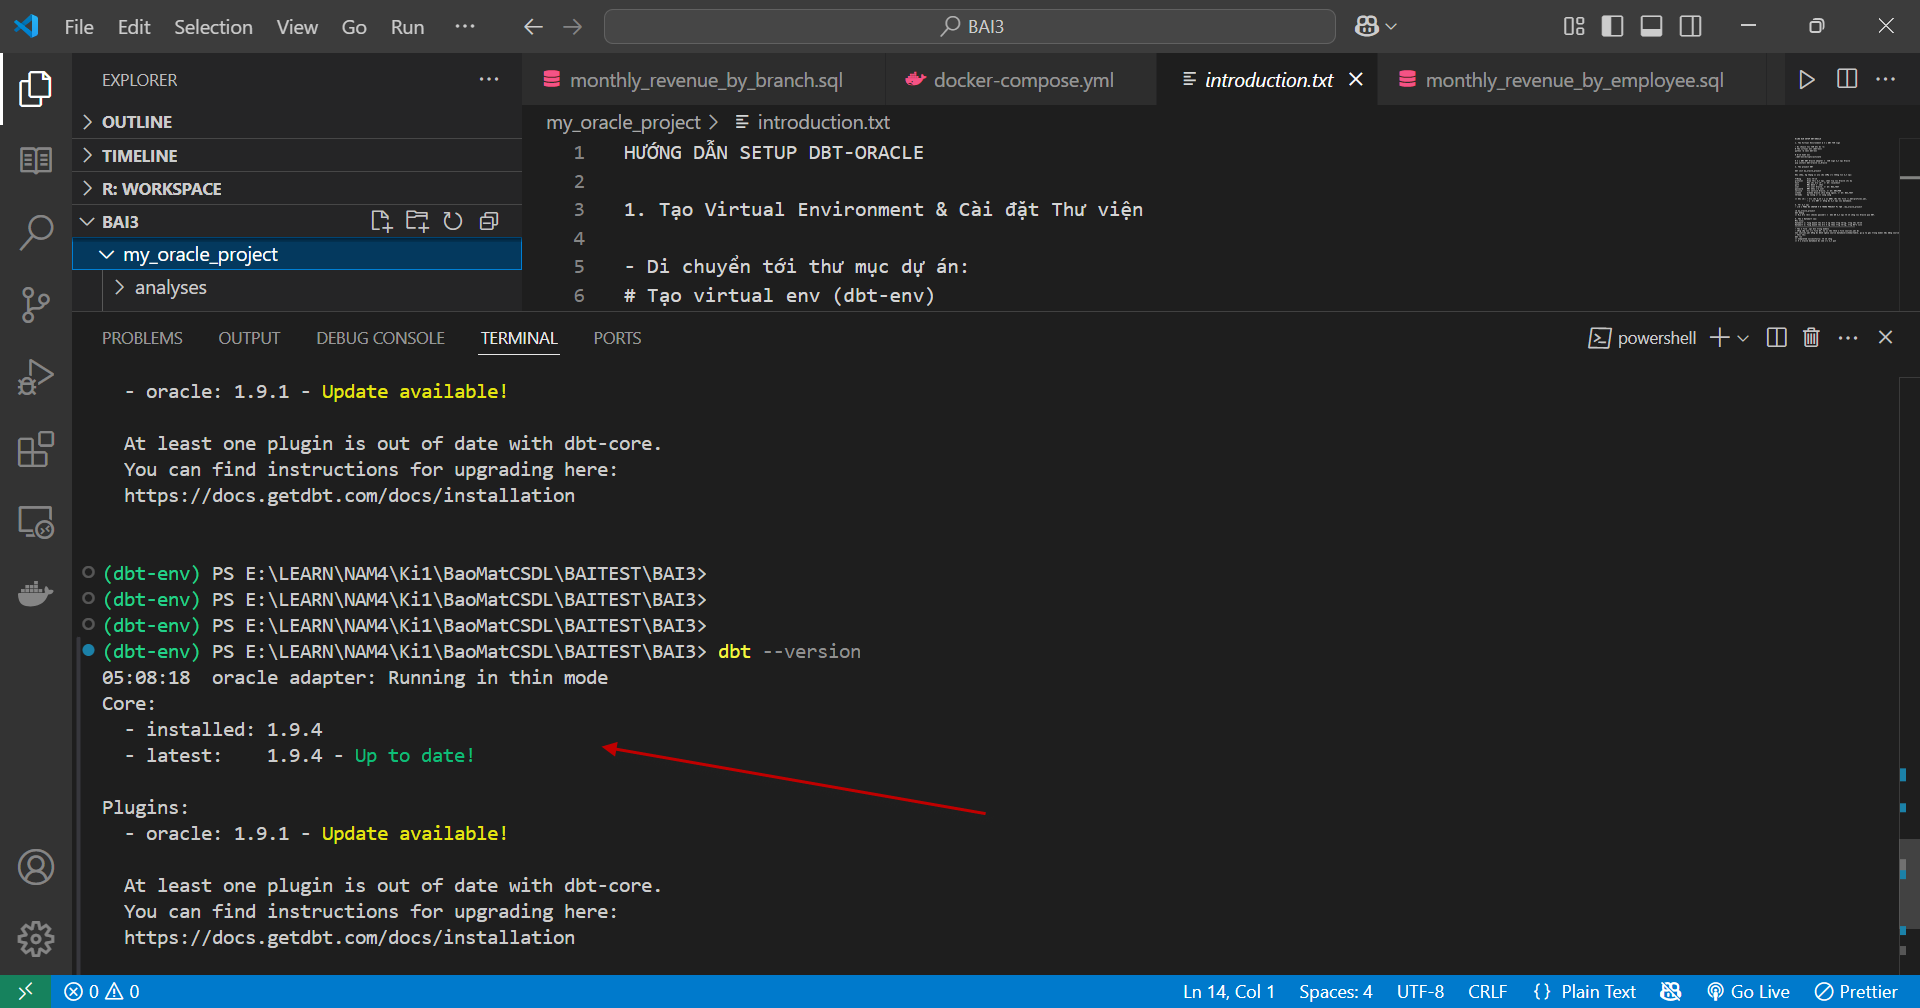 File Edit Selection View Go Run ···
BAI3
EXPLORER
OUTLINE
TIMELINE
R: WORKSPACE
BAI3
my_oracle_project
analyses
monthly_revenue_by_branch.sql
docker-compose.yml
introduction.txt
monthly_revenue_by_employee.sql
my_oracle_project > introduction.txt
1 HƯỚNG DẪN SETUP DBT-ORACLE
2
3 1. Tạo Virtual Environment & Cài đặt Thư viện
4
5 - Di chuyển tới thư mục dự án:
6 # Tạo virtual env (dbt-env)
PROBLEMS OUTPUT DEBUG CONSOLE TERMINAL PORTS
powershell
- oracle: 1.9.1 - Update available!
At least one plugin is out of date with dbt-core.
You can find instructions for upgrading here:
https://docs.getdbt.com/docs/installation
(dbt-env) PS E:\LEARN\NAM4\Ki1\BaoMatCSDL\BAITEST\BAI3>
(dbt-env) PS E:\LEARN\NAM4\Ki1\BaoMatCSDL\BAITEST\BAI3>
(dbt-env) PS E:\LEARN\NAM4\Ki1\BaoMatCSDL\BAITEST\BAI3>
(dbt-env) PS E:\LEARN\NAM4\Ki1\BaoMatCSDL\BAITEST\BAI3> dbt --version
05:08:18 oracle adapter: Running in thin mode
Core:
- installed: 1.9.4
- latest: 1.9.4 - Up to date!
Plugins:
- oracle: 1.9.1 - Update available!
At least one plugin is out of date with dbt-core.
You can find instructions for upgrading here:
https://docs.getdbt.com/docs/installation
0 0
Ln 14, Col 1 Spaces: 4 UTF-8 CRLF {} Plain Text Go Live Prettier